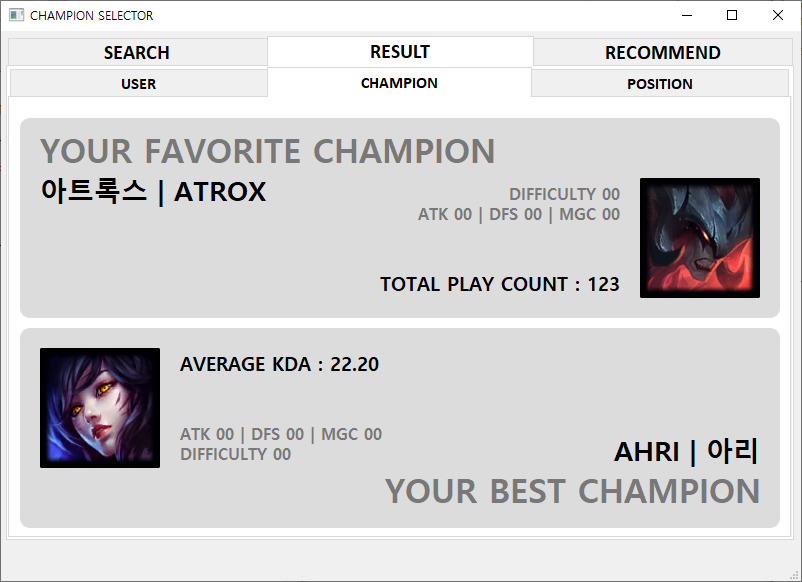 CHAMPION SELECTOR
SEARCH
RESULT
RECOMMEND
USER
CHAMPION
POSITION
YOUR FAVORITE CHAMPION
아트록스 | ATROX
DIFFICULTY 00
ATK 00 | DFS 00 | MGC 00
TOTAL PLAY COUNT : 123
AVERAGE KDA : 22.20
ATK 00 | DFS 00 | MGC 00
DIFFICULTY 00
AHRI | 아리
YOUR BEST CHAMPION